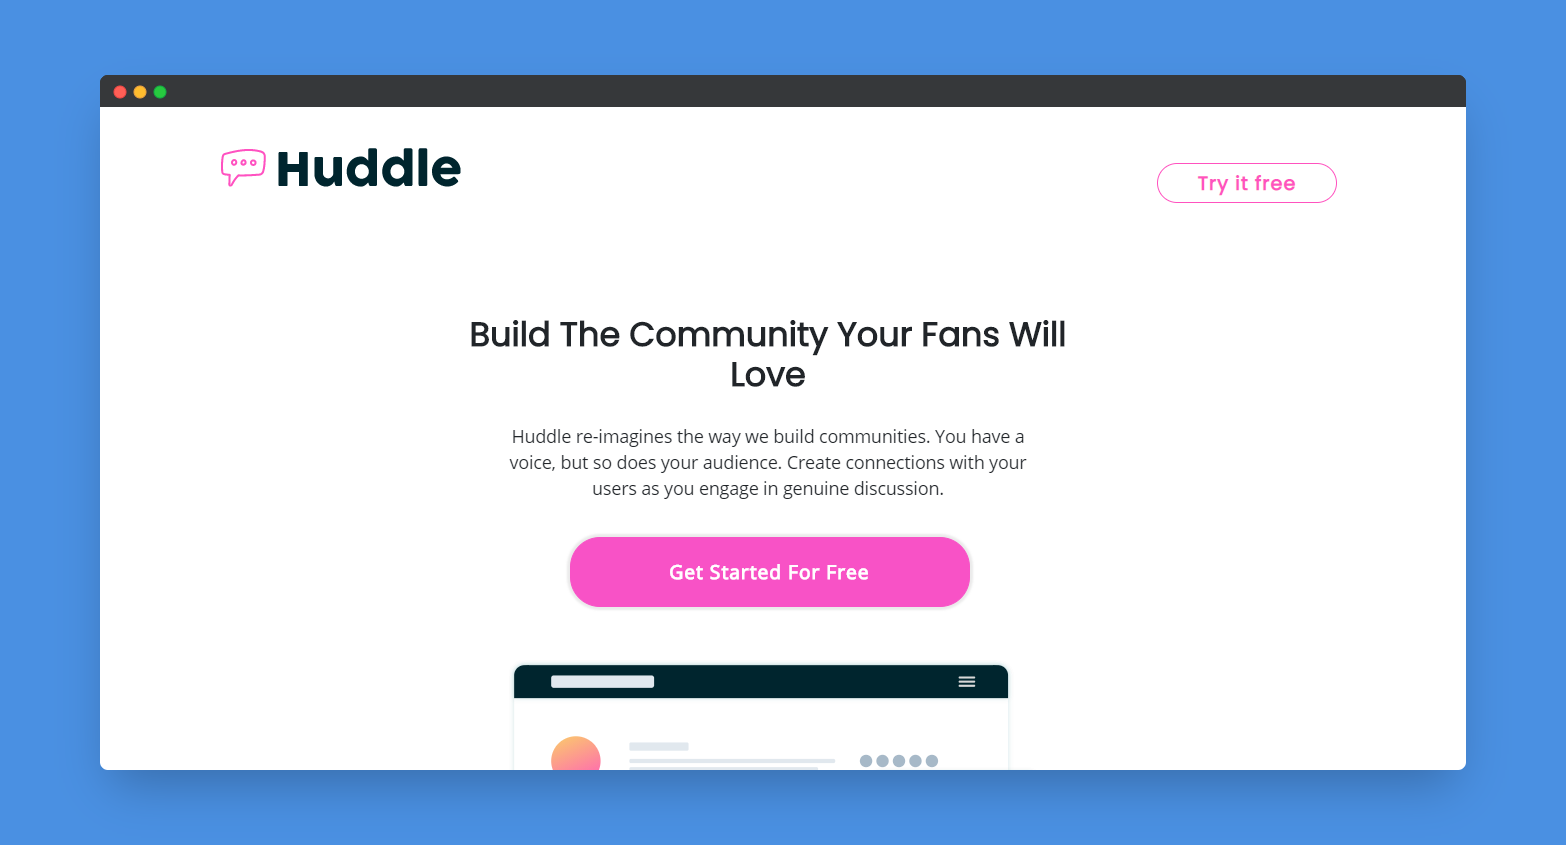 Huddle
Try it free
Build The Community Your Fans Will
Love
Huddle re-imagines the way we build communities. You have a
voice, but so does your audience. Create connections with your
users as you engage in genuine discussion.
Get Started For Free